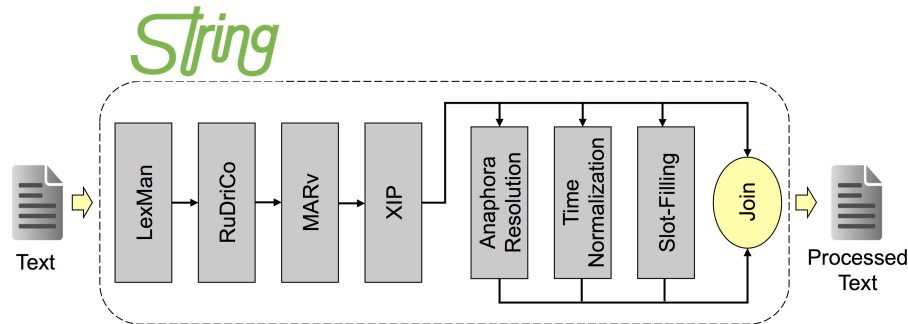 String
LexMan
RuDriCo
MARv
XIP
Anaphora
Resolution
Time
Normalization
Slot-Filling
Join
Text
Processed
Text